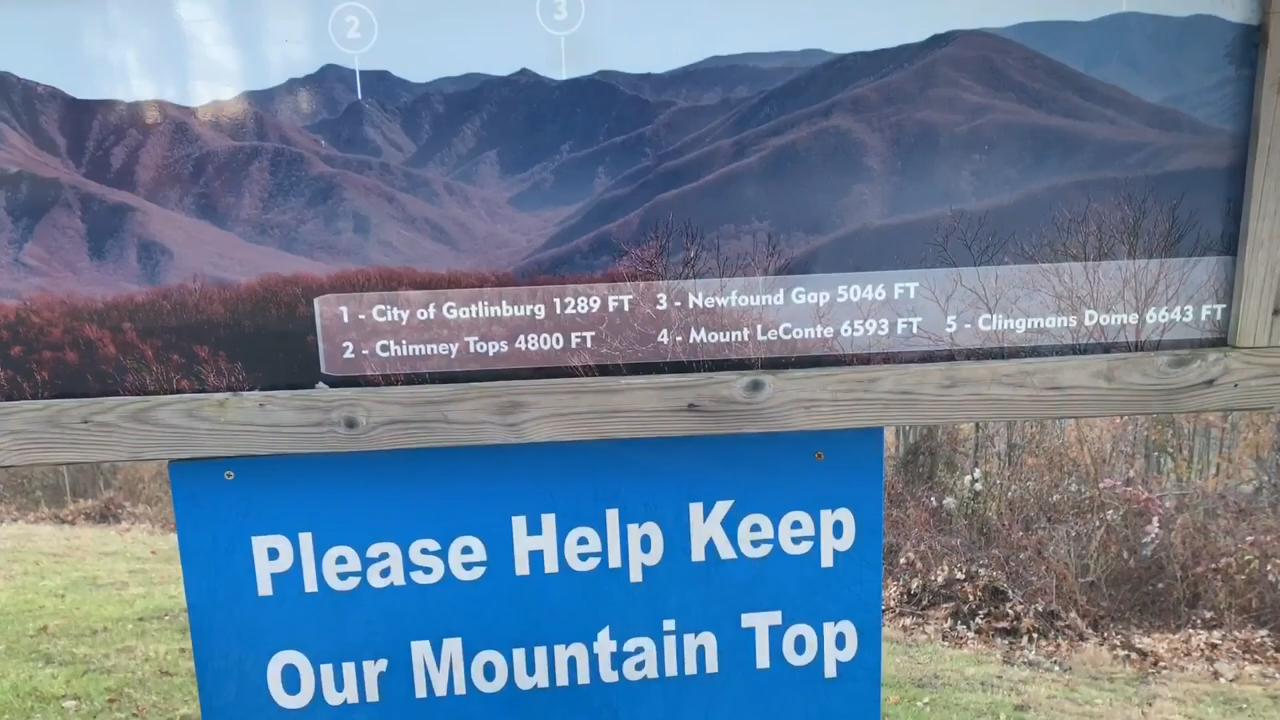 2
3
1 - City of Gatlinburg 1289 FT 3 - Newfound Gap 5046 FT
2 - Chimney Tops 4800 FT 4 - Mount LeConte 6593 FT 5 - Clingmans Dome 6643 FT
Please Help Keep
Our Mountain Top